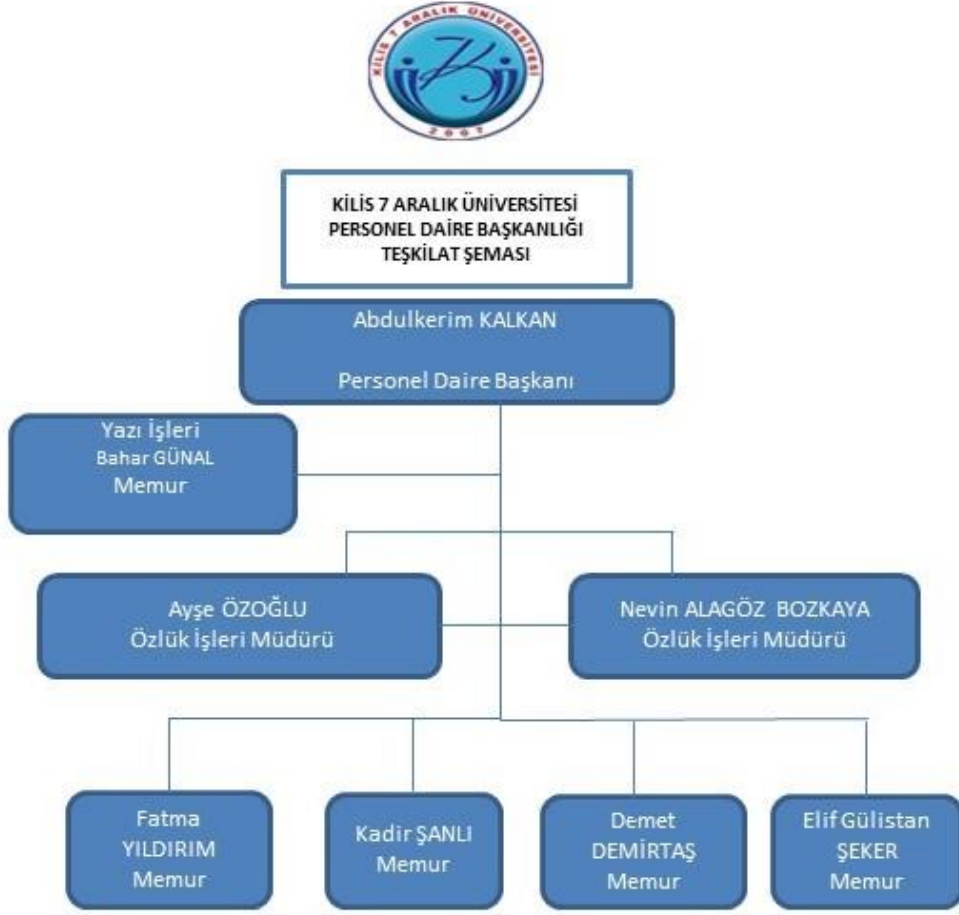 KİLİS 7 ARALIK ÜNİVERSİTESİ
2007
KİLİS 7 ARALIK ÜNİVERSİTESİ
PERSONEL DAİRE BAŞKANLIĞI
TEŞKİLAT ŞEMASI
Abdulkerim KALKAN
Personel Daire Başkanı
Yazı İşleri
Bahar GÜNAL
Memur
Ayşe ÖZOĞLU
Özlük İşleri Müdürü
Nevin ALAGÖZ BOZKAYA
Özlük İşleri Müdürü
Fatma
YILDIRIM
Memur
Kadir ŞANLI
Memur
Demet
DEMİRTAŞ
Memur
Elif Gülistan
ŞEKER
Memur